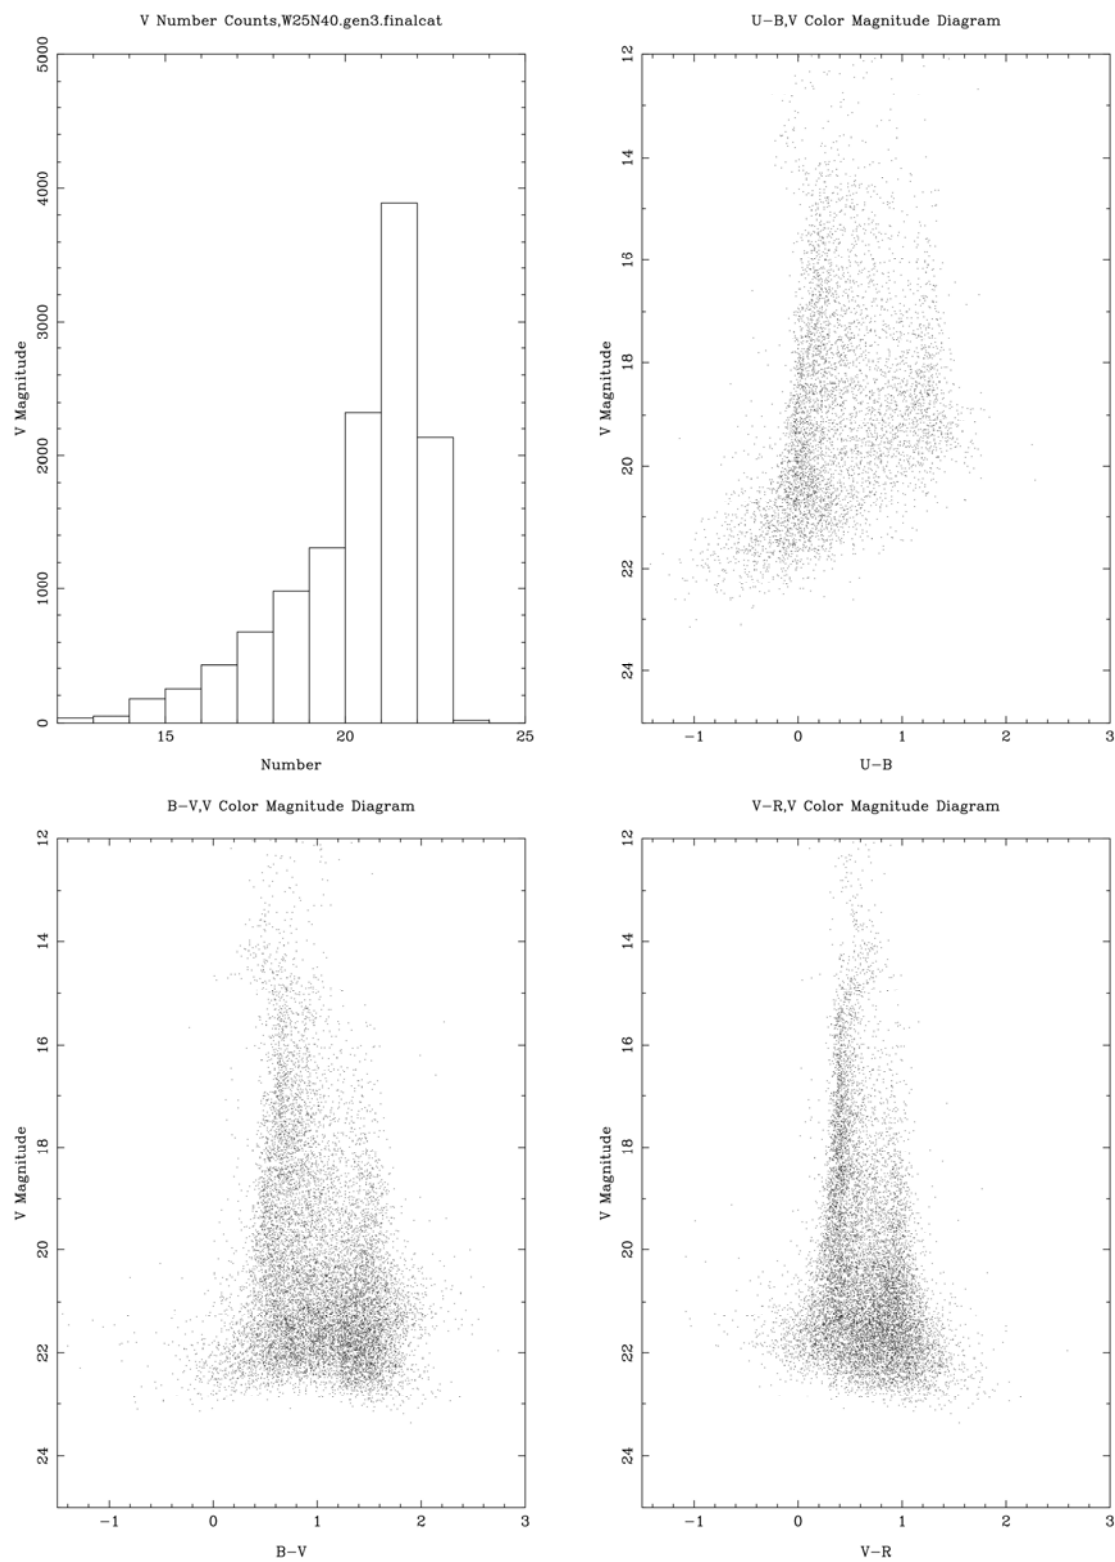 V Number Counts,W25N40.gen3.finalcat
5000
4000
3000
2000
1000
0
V Magnitude
15 20 25
Number
U-B,V Color Magnitude Diagram
12
14
16
18
20
22
24
V Magnitude
-1 0 1 2 3
U-B
B-V,V Color Magnitude Diagram
12
14
16
18
20
22
24
V Magnitude
-1 0 1 2 3
B-V
V-R,V Color Magnitude Diagram
12
14
16
18
20
22
24
V Magnitude
-1 0 1 2 3
V-R